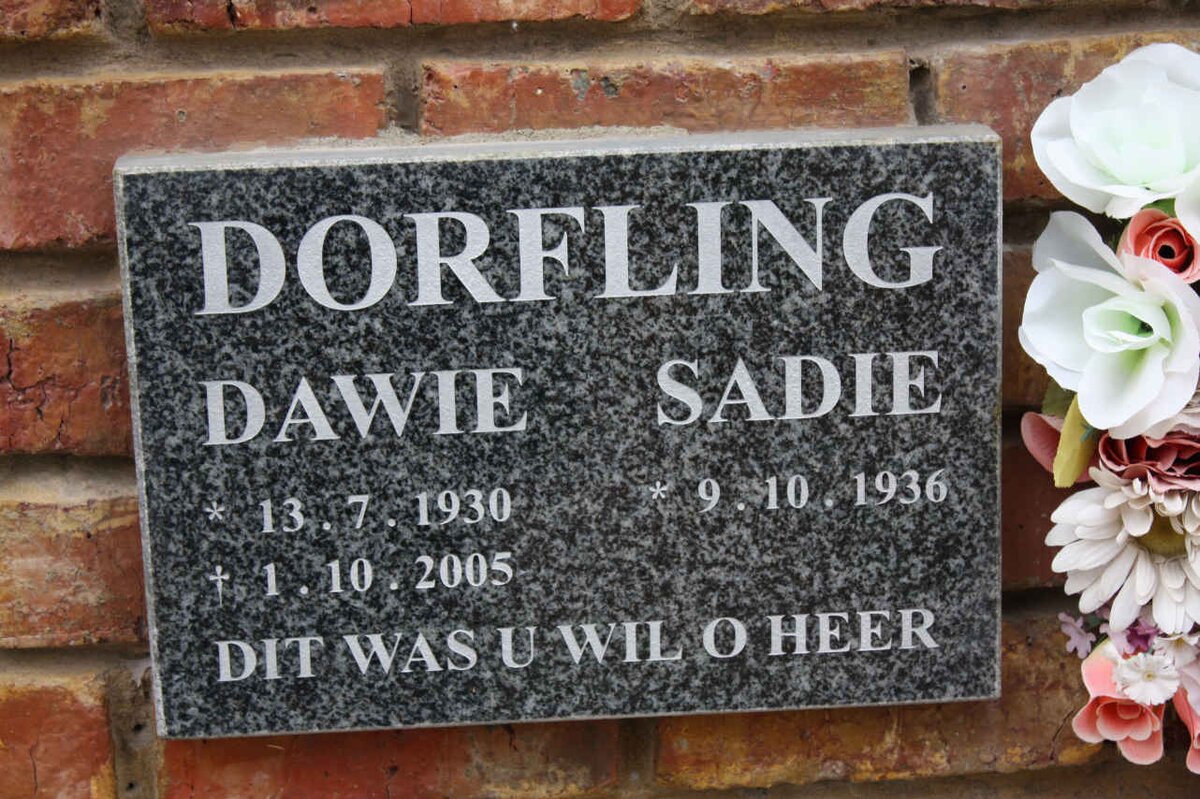 DORFLING
DAWIE SADIE
* 13.7.1930 * 9.10.1936
† 1.10.2005
DIT WAS U WIL O HEER